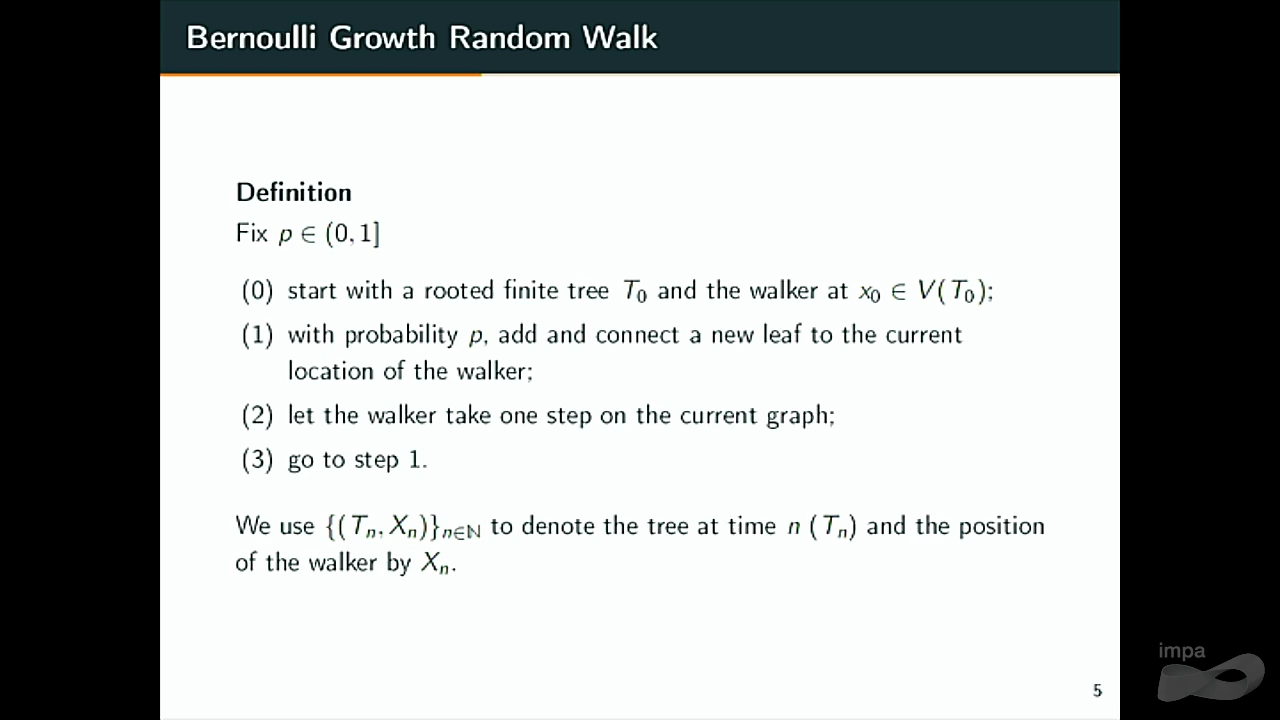 Bernoulli Growth Random Walk
Definition
Fix p ∈ (0, 1]
(0) start with a rooted finite tree T₀ and the walker at x₀ ∈ V(T₀);
(1) with probability p, add and connect a new leaf to the current
location of the walker;
(2) let the walker take one step on the current graph;
(3) go to step 1.
We use {(Tₙ, Xₙ)}ₙ∈ℕ to denote the tree at time n (Tₙ) and the position
of the walker by Xₙ.
impa
5